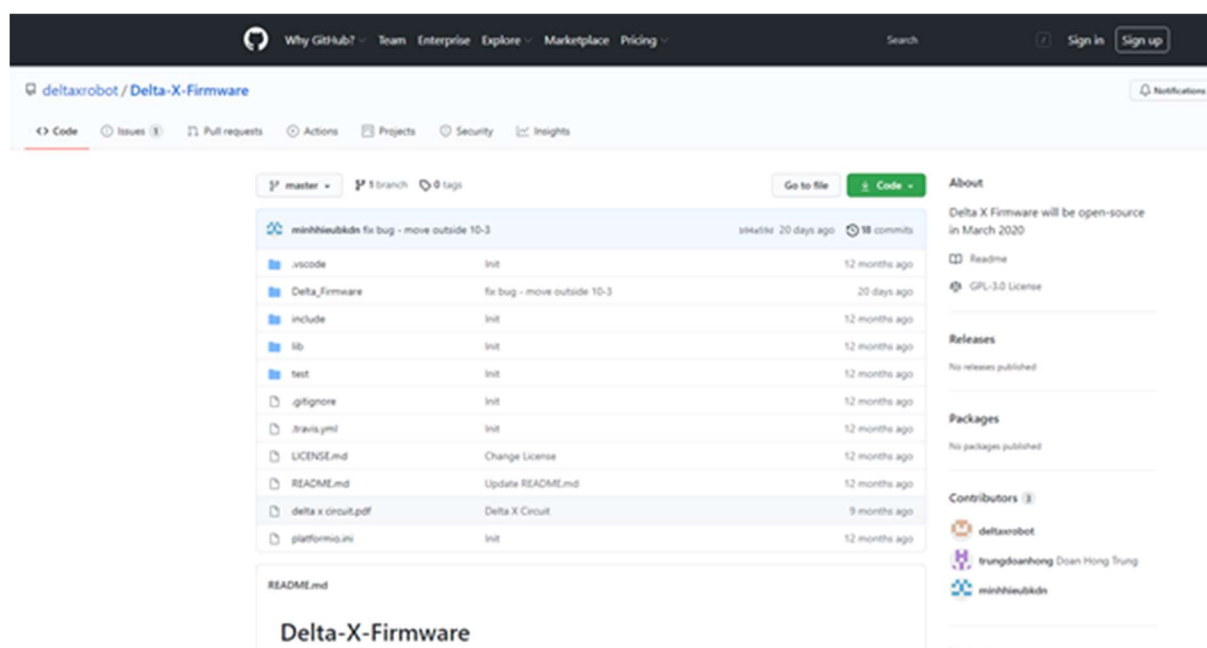 Why GitHub? Team Enterprise Explore Marketplace Pricing Search / Sign in Sign up
deltaxrobot / Delta-X-Firmware Notifications
Code Issues 1 Pull requests Actions Projects Security Insights
master 1 branch 0 tags Go to file Code
minhhieubkdn fix bug - move outside 10-3 20 days ago 18 commits
.vscode Init 12 months ago
Delta_Firmware fix bug - move outside 10-3 20 days ago
include Init 12 months ago
lib Init 12 months ago
test Init 12 months ago
.gitignore Init 12 months ago
.travis.yml Init 12 months ago
LICENSE.md Change License 12 months ago
README.md Update README.md 12 months ago
delta x circuit.pdf Delta X Circuit 9 months ago
platformio.ini Init 12 months ago
README.md
Delta-X-Firmware
About
Delta X Firmware will be open-source
in March 2020
Readme
GPL-3.0 License
Releases
No releases published
Packages
No packages published
Contributors 3
deltaxrobot
trungdoanhong Doan Hong Trung
minhhieubkdn